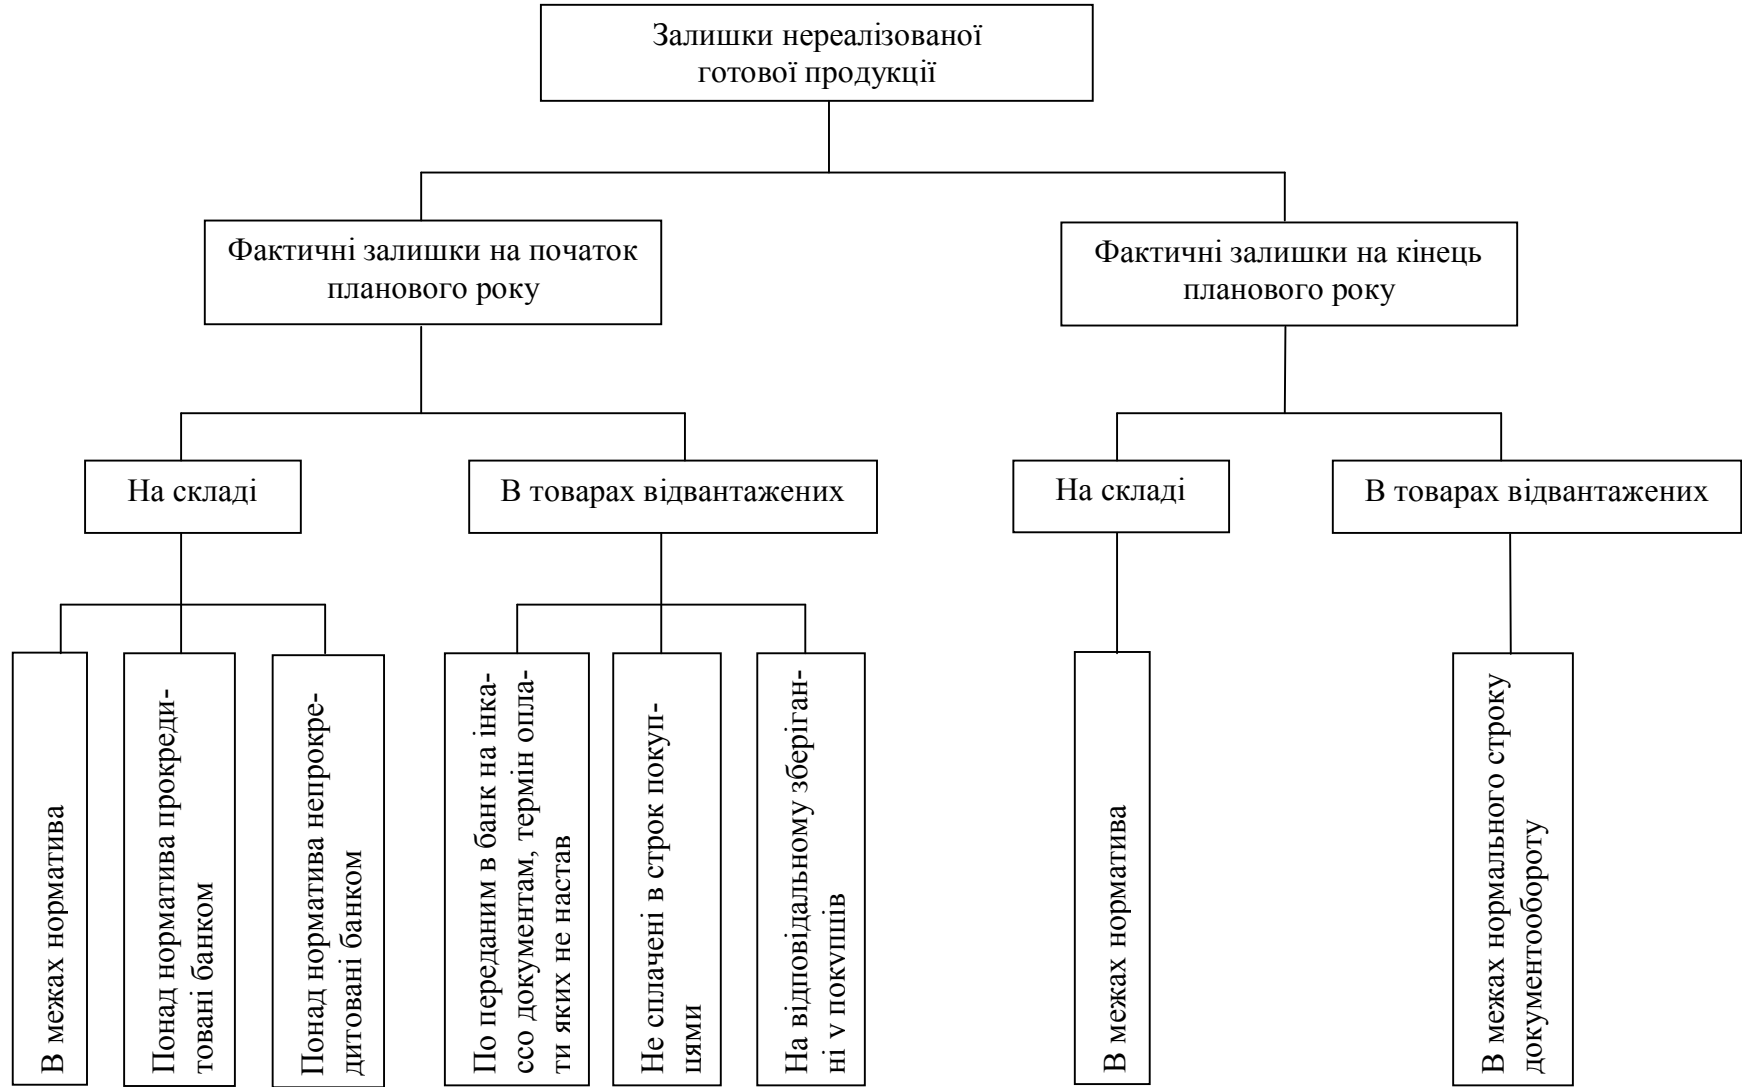 Залишки нереалізованої
готової продукції
Фактичні залишки на початок
планового року
Фактичні залишки на кінець
планового року
На складі
В товарах відвантажених
На складі
В товарах відвантажених
В межах норматива
Понад норматива прокреди-
товані банком
Понад норматива непрокре-
дитовані банком
По переданим в банк на інка-
ссо документам, термін опла-
ти яких не настав
Не сплачені в строк покуп-
цями
На відповідальному зберіган-
ні у покупців
В межах норматива
В межах нормального строку
документообороту